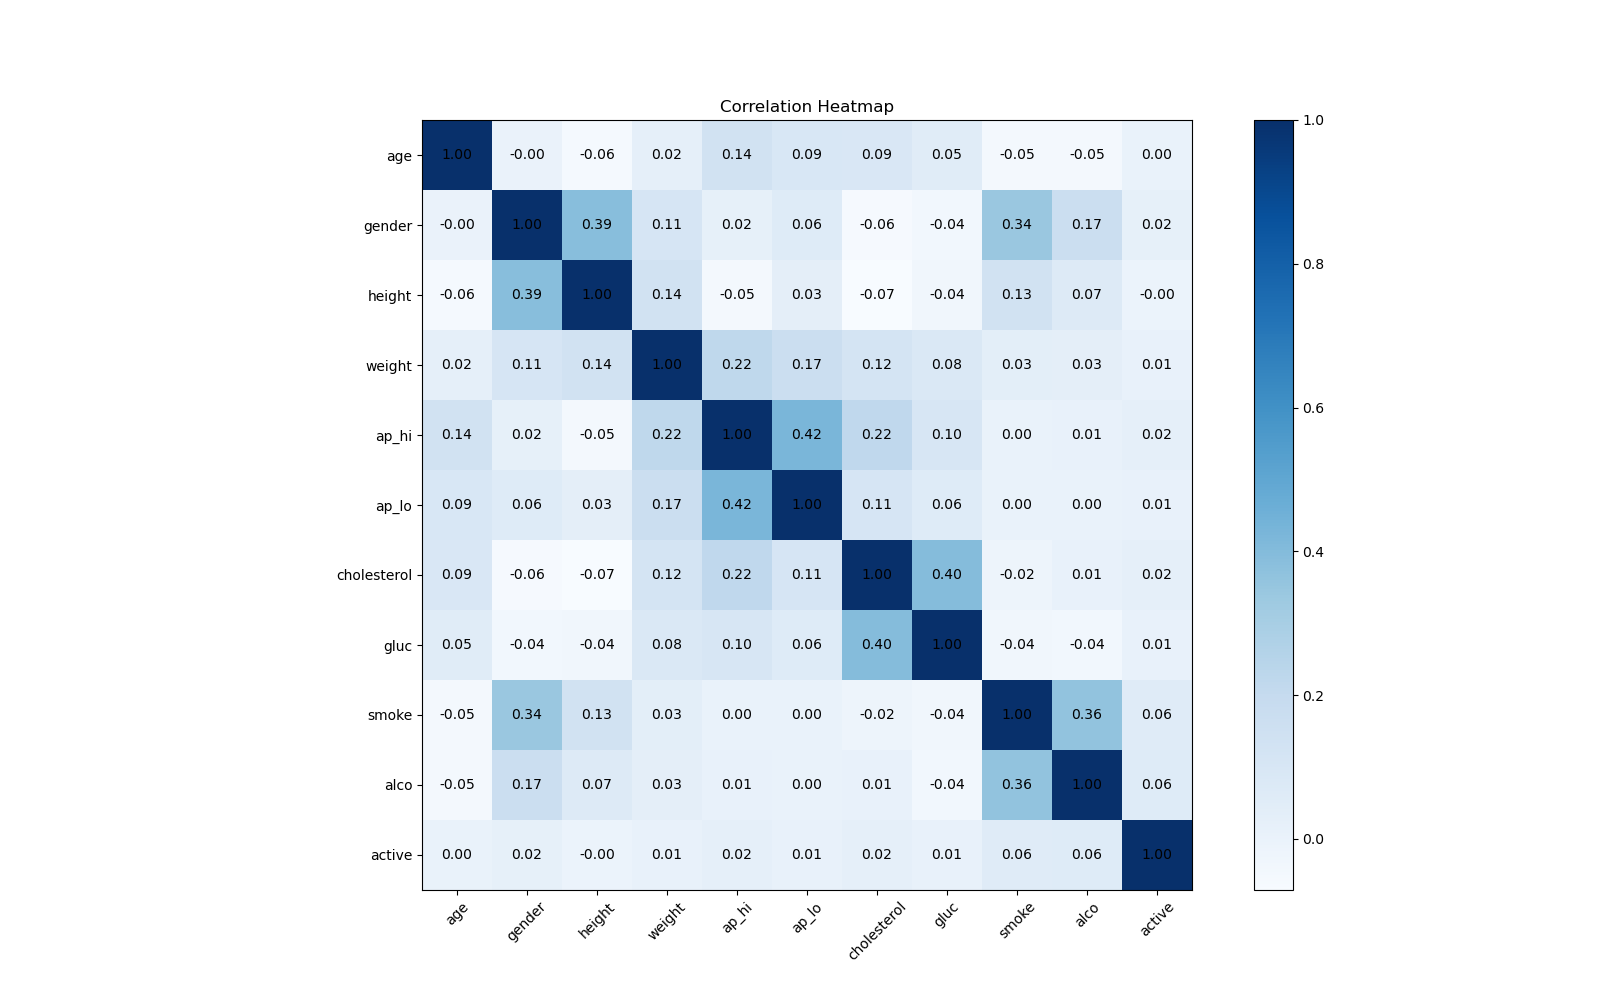 Correlation Heatmap
age 1.00 -0.00 -0.06 0.02 0.14 0.09 0.09 0.05 -0.05 -0.05 0.00
gender -0.00 1.00 0.39 0.11 0.02 0.06 -0.06 -0.04 0.34 0.17 0.02
height -0.06 0.39 1.00 0.14 -0.05 0.03 -0.07 -0.04 0.13 0.07 -0.00
weight 0.02 0.11 0.14 1.00 0.22 0.17 0.12 0.08 0.03 0.03 0.01
ap_hi 0.14 0.02 -0.05 0.22 1.00 0.42 0.22 0.10 0.00 0.01 0.02
ap_lo 0.09 0.06 0.03 0.17 0.42 1.00 0.11 0.06 0.00 0.00 0.01
cholesterol 0.09 -0.06 -0.07 0.12 0.22 0.11 1.00 0.40 -0.02 0.01 0.02
gluc 0.05 -0.04 -0.04 0.08 0.10 0.06 0.40 1.00 -0.04 -0.04 0.01
smoke -0.05 0.34 0.13 0.03 0.00 0.00 -0.02 -0.04 1.00 0.36 0.06
alco -0.05 0.17 0.07 0.03 0.01 0.00 0.01 -0.04 0.36 1.00 0.06
active 0.00 0.02 -0.00 0.01 0.02 0.01 0.02 0.01 0.06 0.06 1.00
age gender height weight ap_hi ap_lo cholesterol gluc smoke alco active
1.0
0.8
0.6
0.4
0.2
0.0